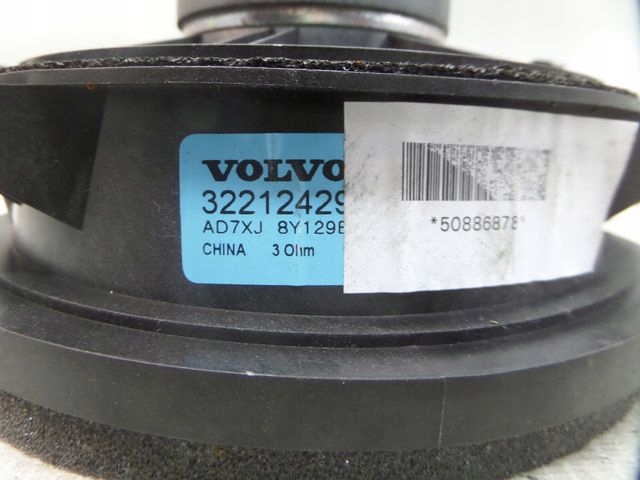 VOLVO
32212429
AD7XJ 8Y129E
CHINA 3 Ohm
*50886878*